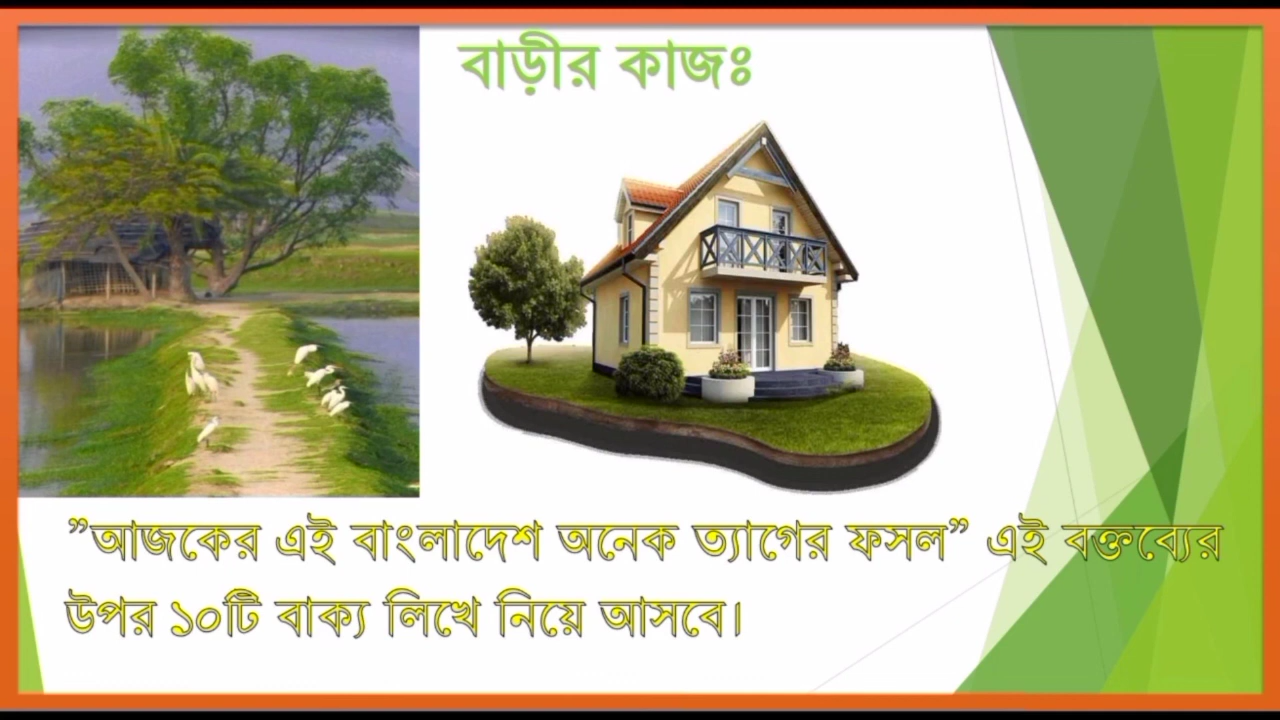 বাড়ীর কাজঃ
”আজকের এই বাংলাদেশ অনেক ত্যাগের ফসল” এই বক্তব্যের
উপর ১০টি বাক্য লিখে নিয়ে আসবে।